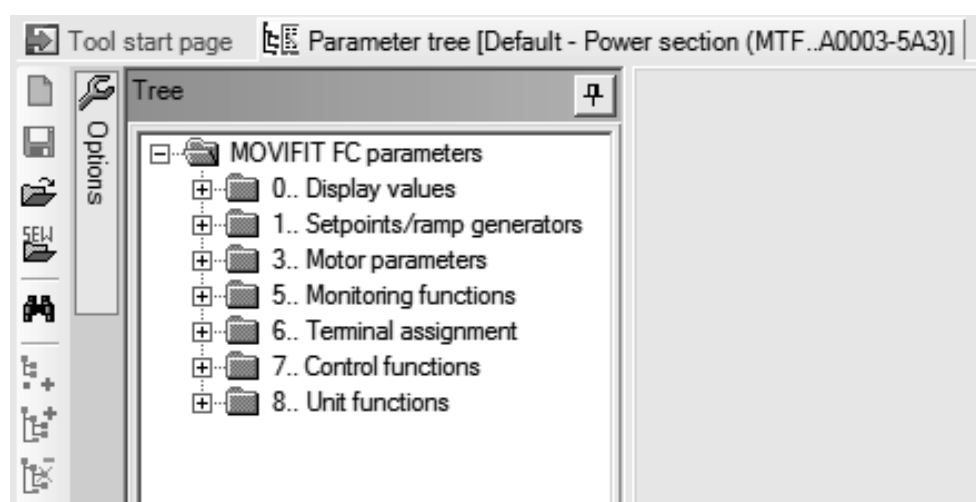 Tool start page
Parameter tree [Default - Power section (MTF..A0003-5A3)]
Options
Tree
MOVIFIT FC parameters
0.. Display values
1.. Setpoints/ramp generators
3.. Motor parameters
5.. Monitoring functions
6.. Terminal assignment
7.. Control functions
8.. Unit functions
SEW